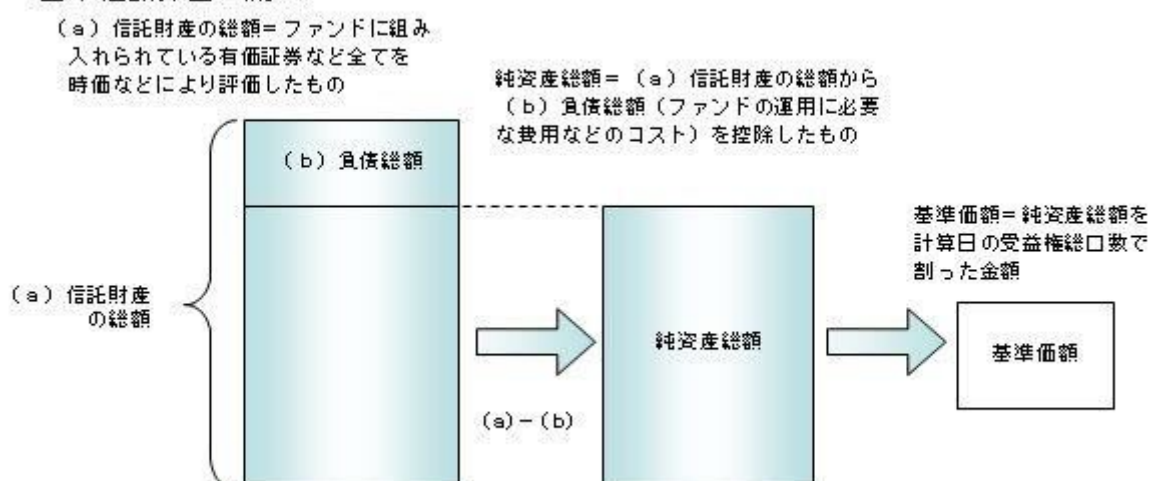 (a)信託財産の総額=ファンドに組み
入れられている有価証券など全てを
時価などにより評価したもの
純資産総額=(a)信託財産の総額から
(b)負債総額(ファンドの運用に必要
な費用などのコスト)を控除したもの
(b)負債総額
基準価額=純資産総額を
計算日の受益権総口数で
割った金額
(a)信託財産
の総額
純資産総額
基準価額
(a)-(b)